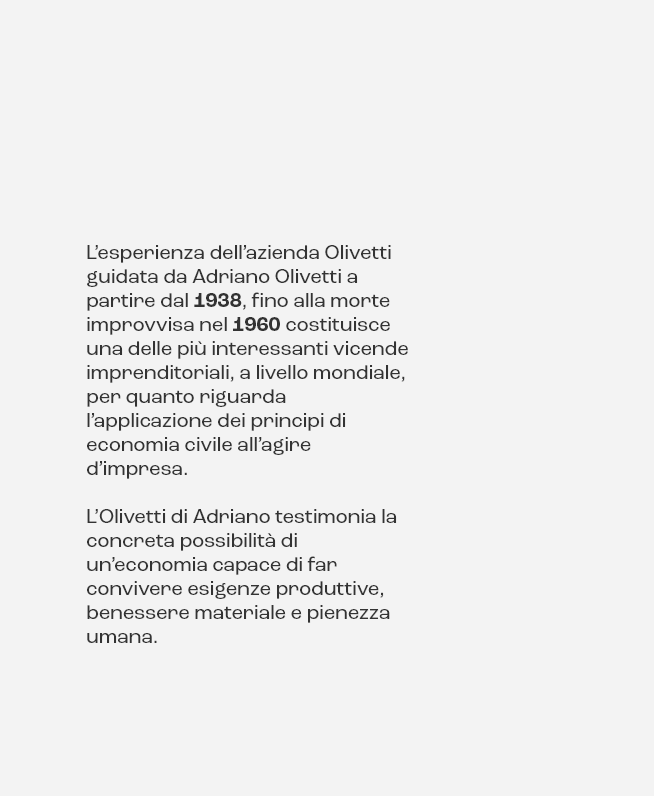 L’esperienza dell’azienda Olivetti
guidata da Adriano Olivetti a
partire dal 1938, fino alla morte
improvvisa nel 1960 costituisce
una delle più interessanti vicende
imprenditoriali, a livello mondiale,
per quanto riguarda
l’applicazione dei principi di
economia civile all’agire
d’impresa.
L’Olivetti di Adriano testimonia la
concreta possibilità di
un’economia capace di far
convivere esigenze produttive,
benessere materiale e pienezza
umana.